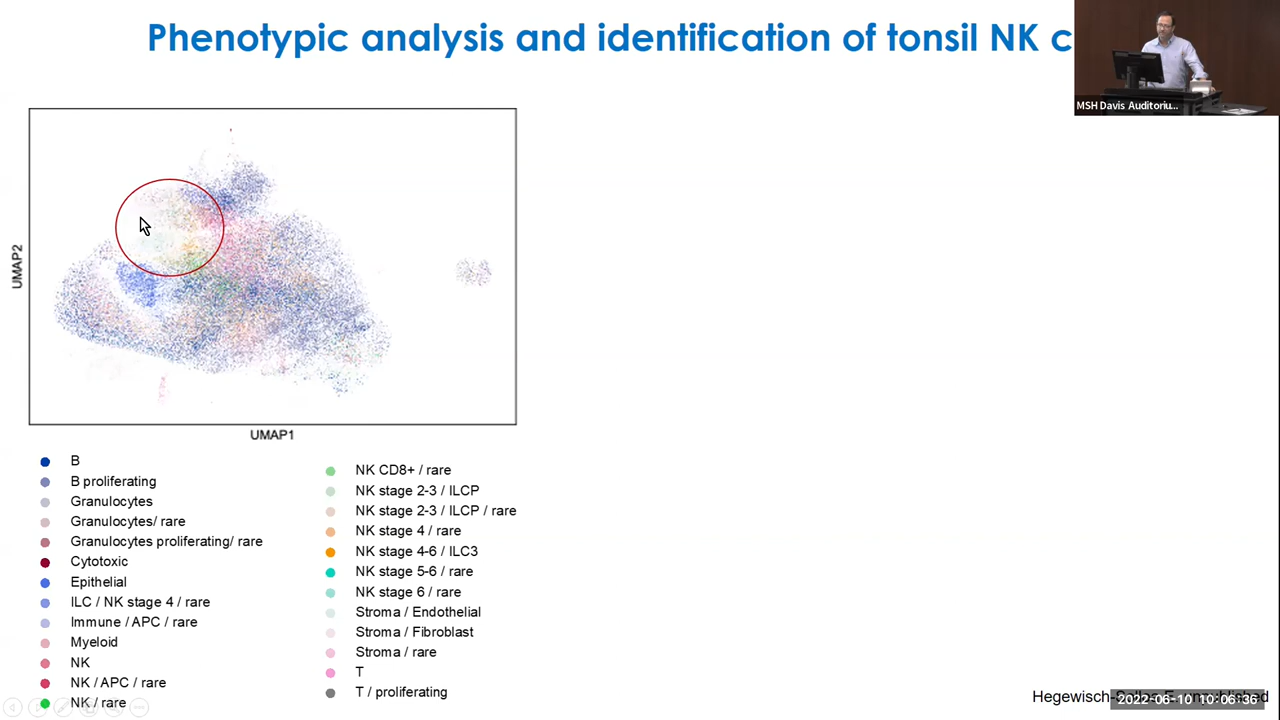 Phenotypic analysis and identification of tonsil NK c
MSH Davis Auditoriu...
UMAP2
UMAP1
B
B proliferating
Granulocytes
Granulocytes/ rare
Granulocytes proliferating/ rare
Cytotoxic
Epithelial
ILC / NK stage 4 / rare
Immune / APC / rare
Myeloid
NK
NK / APC / rare
NK / rare
NK CD8+ / rare
NK stage 2-3 / ILCP
NK stage 2-3 / ILCP / rare
NK stage 4 / rare
NK stage 4-6 / ILC3
NK stage 5-6 / rare
NK stage 6 / rare
Stroma / Endothelial
Stroma / Fibroblast
Stroma / rare
T
T / proliferating
Hegewisch-
2022-06-10 10:06:36